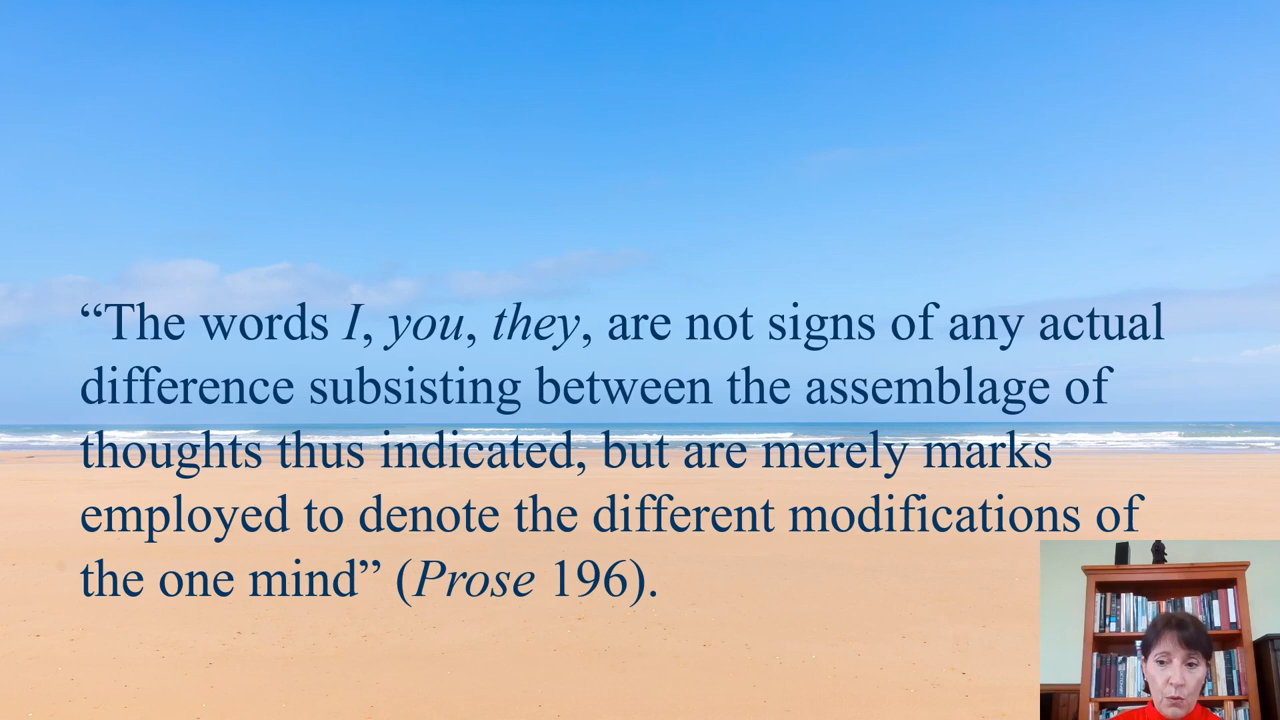 “The words I, you, they, are not signs of any actual
difference subsisting between the assemblage of
thoughts thus indicated, but are merely marks
employed to denote the different modifications of
the one mind” (Prose 196).